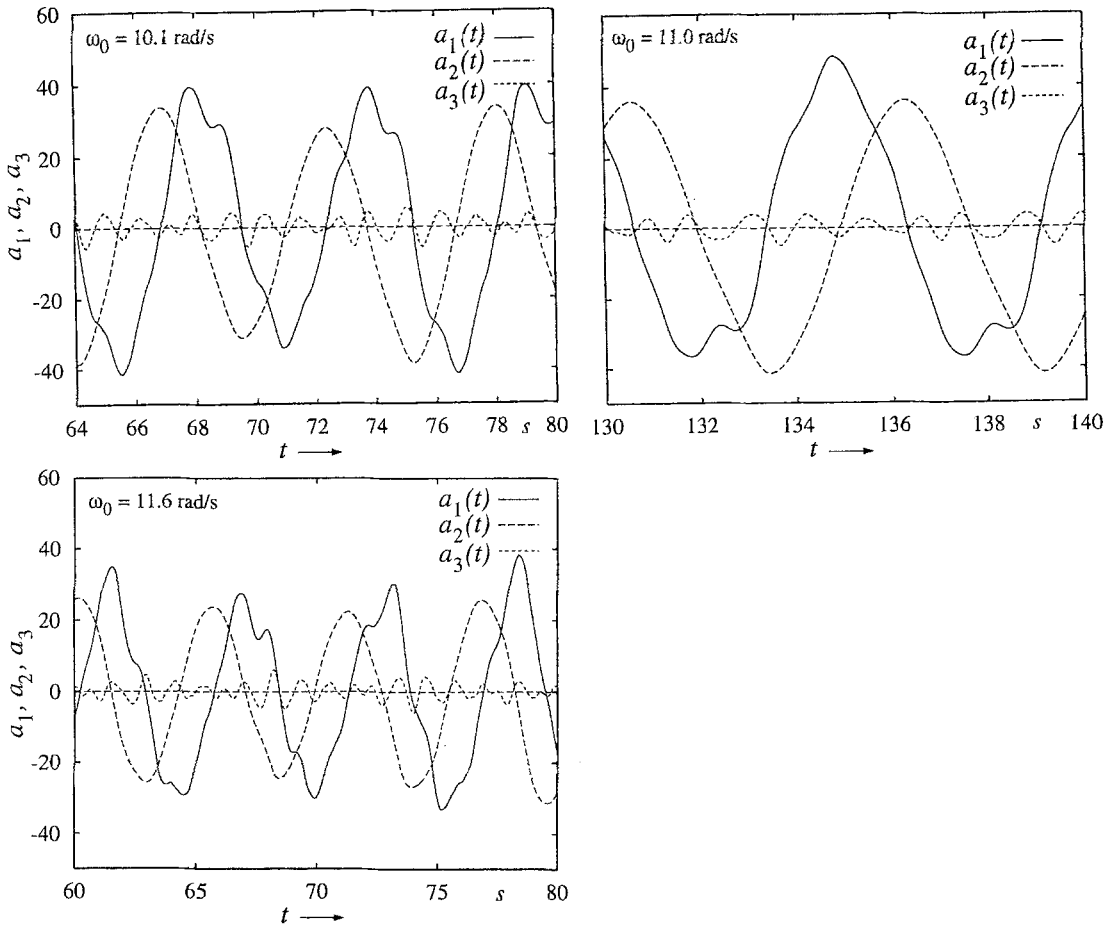 60
40
20
0
-20
-40
a1, a2, a3
ω0 = 10.1 rad/s
a1(t)
a2(t)
a3(t)
64 66 68 70 72 74 76 78 s 80
t
ω0 = 11.0 rad/s
a1(t)
a2(t)
a3(t)
130 132 134 136 138 s 140
t
60
40
20
0
-20
-40
a1, a2, a3
ω0 = 11.6 rad/s
a1(t)
a2(t)
a3(t)
60 65 70 75 s 80
t